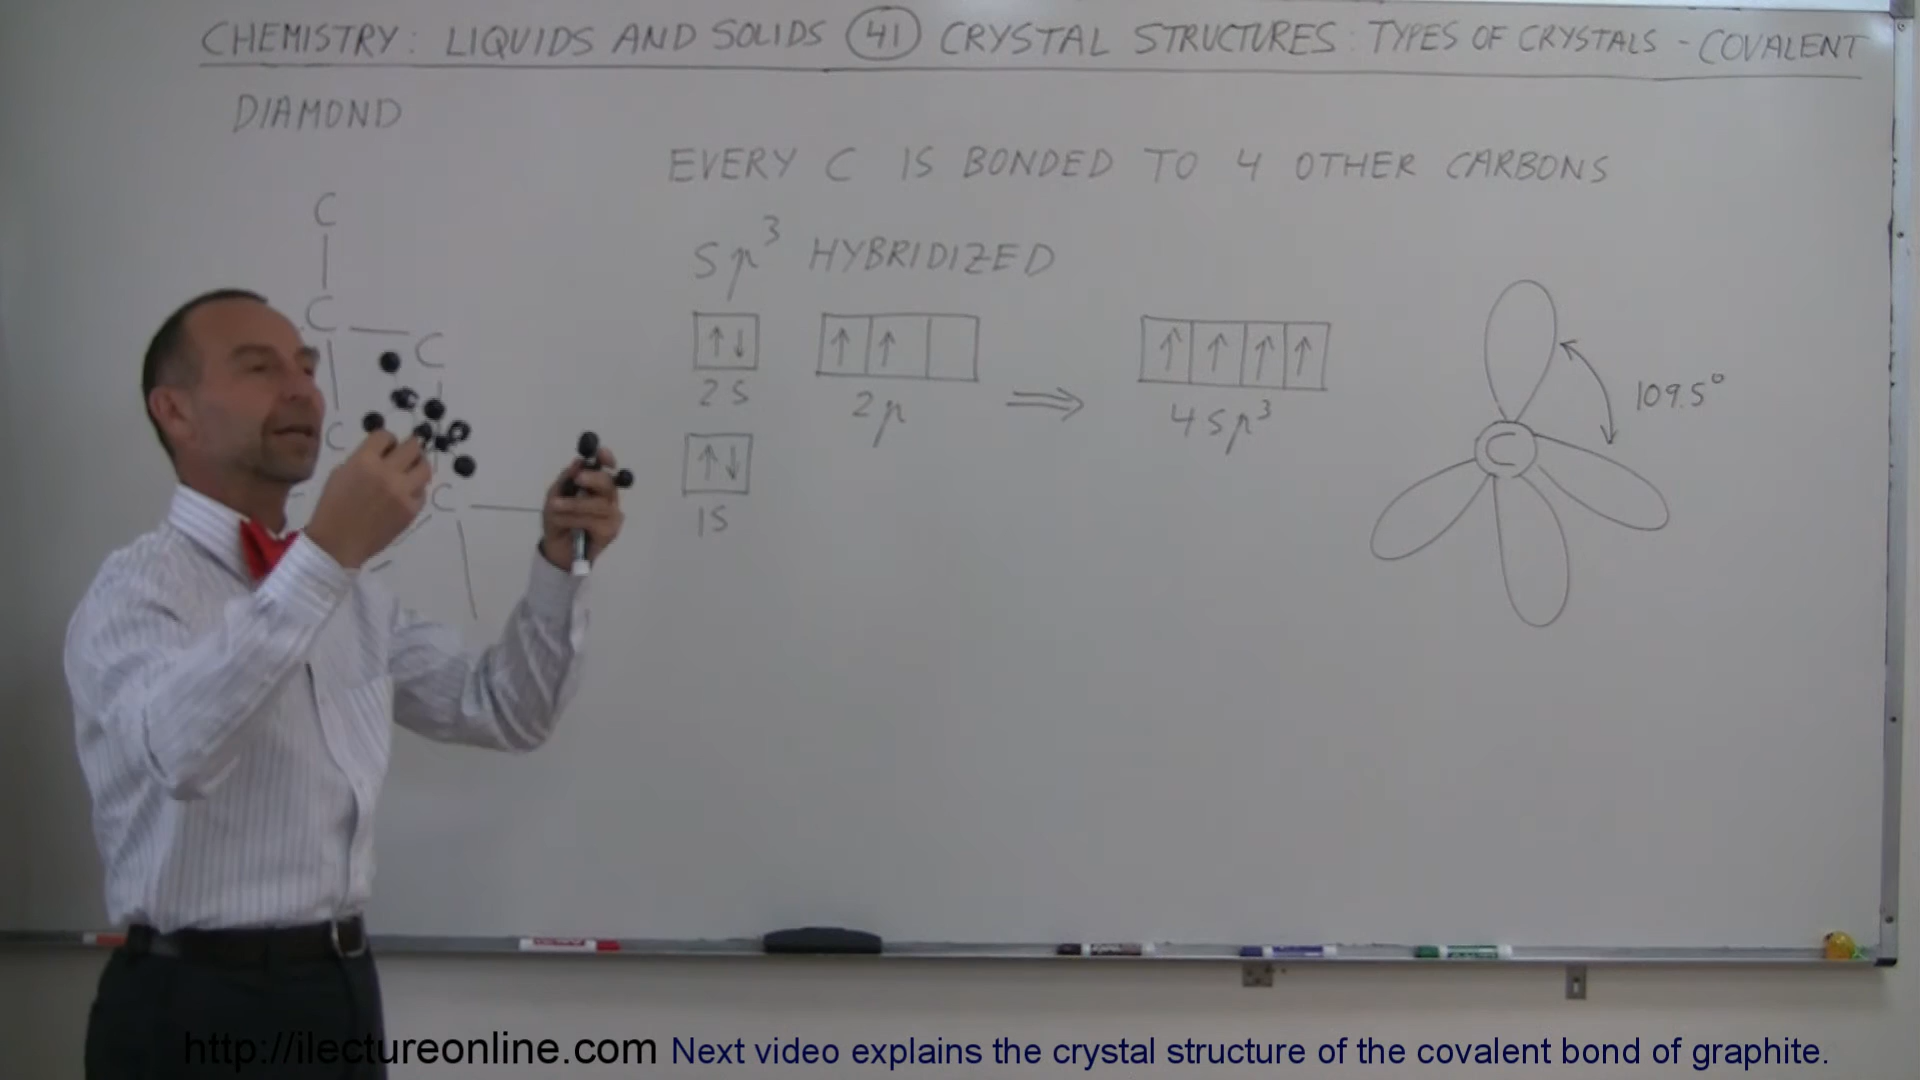 CHEMISTRY: LIQUIDS AND SOLIDS 41 CRYSTAL STRUCTURES: TYPES OF CRYSTALS - COVALENT
DIAMOND
EVERY C IS BONDED TO 4 OTHER CARBONS
C
sp³ HYBRIDIZED
C
C
↑↓ ↑ ↑ ↑ ↑ ↑ ↑
2s 2p ⇒ 4sp³
109.5°
C
C
C
↑↓
1s
http://ilectureonline.com Next video explains the crystal structure of the covalent bond of graphite.